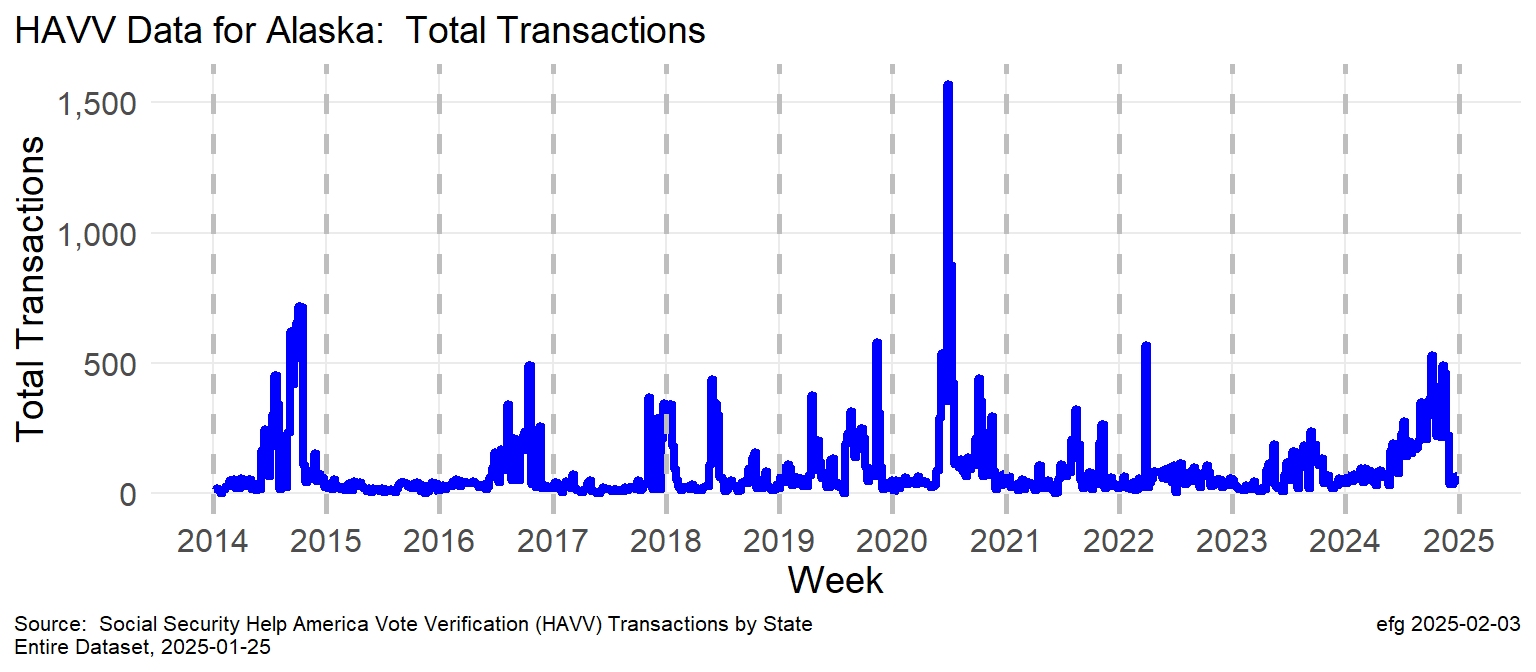 HAVV Data for Alaska:  Total Transactions
Total Transactions
1,500
1,000
500
0
2014 2015 2016 2017 2018 2019 2020 2021 2022 2023 2024 2025
Week
Source:  Social Security Help America Vote Verification (HAVV) Transactions by State
Entire Dataset, 2025-01-25
efg 2025-02-03